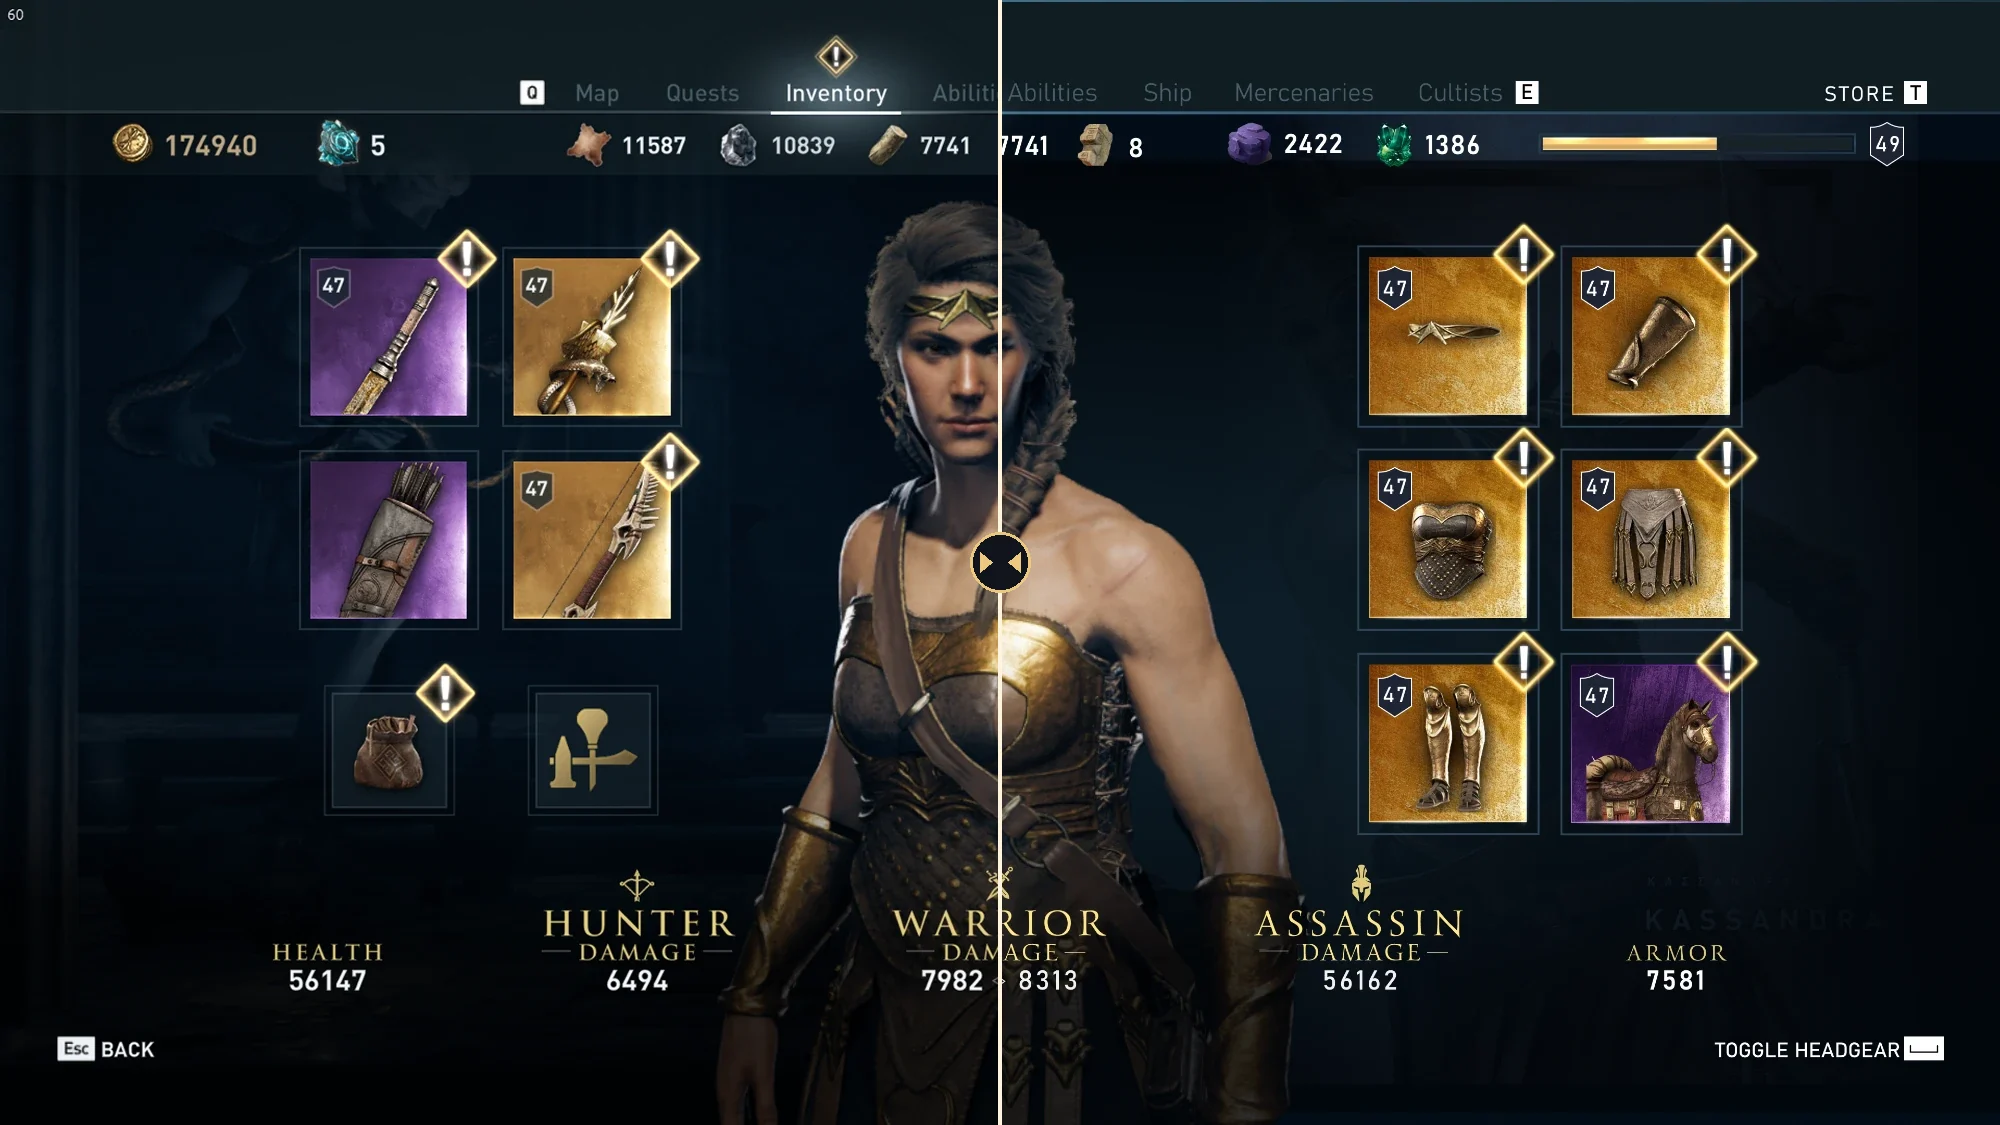 60
Q Map Quests Inventory Abiliti Abilities Ship Mercenaries Cultists E STORE T
174940 5 11587 10839 7741 7741 8 2422 1386 49
47 47 47 47
47 47 47
47 47
HUNTER WARRIOR ASSASSIN KASSANDRA
HEALTH DAMAGE DAMAGE DAMAGE ARMOR
56147 6494 7982 8313 56162 7581
Esc BACK TOGGLE HEADGEAR